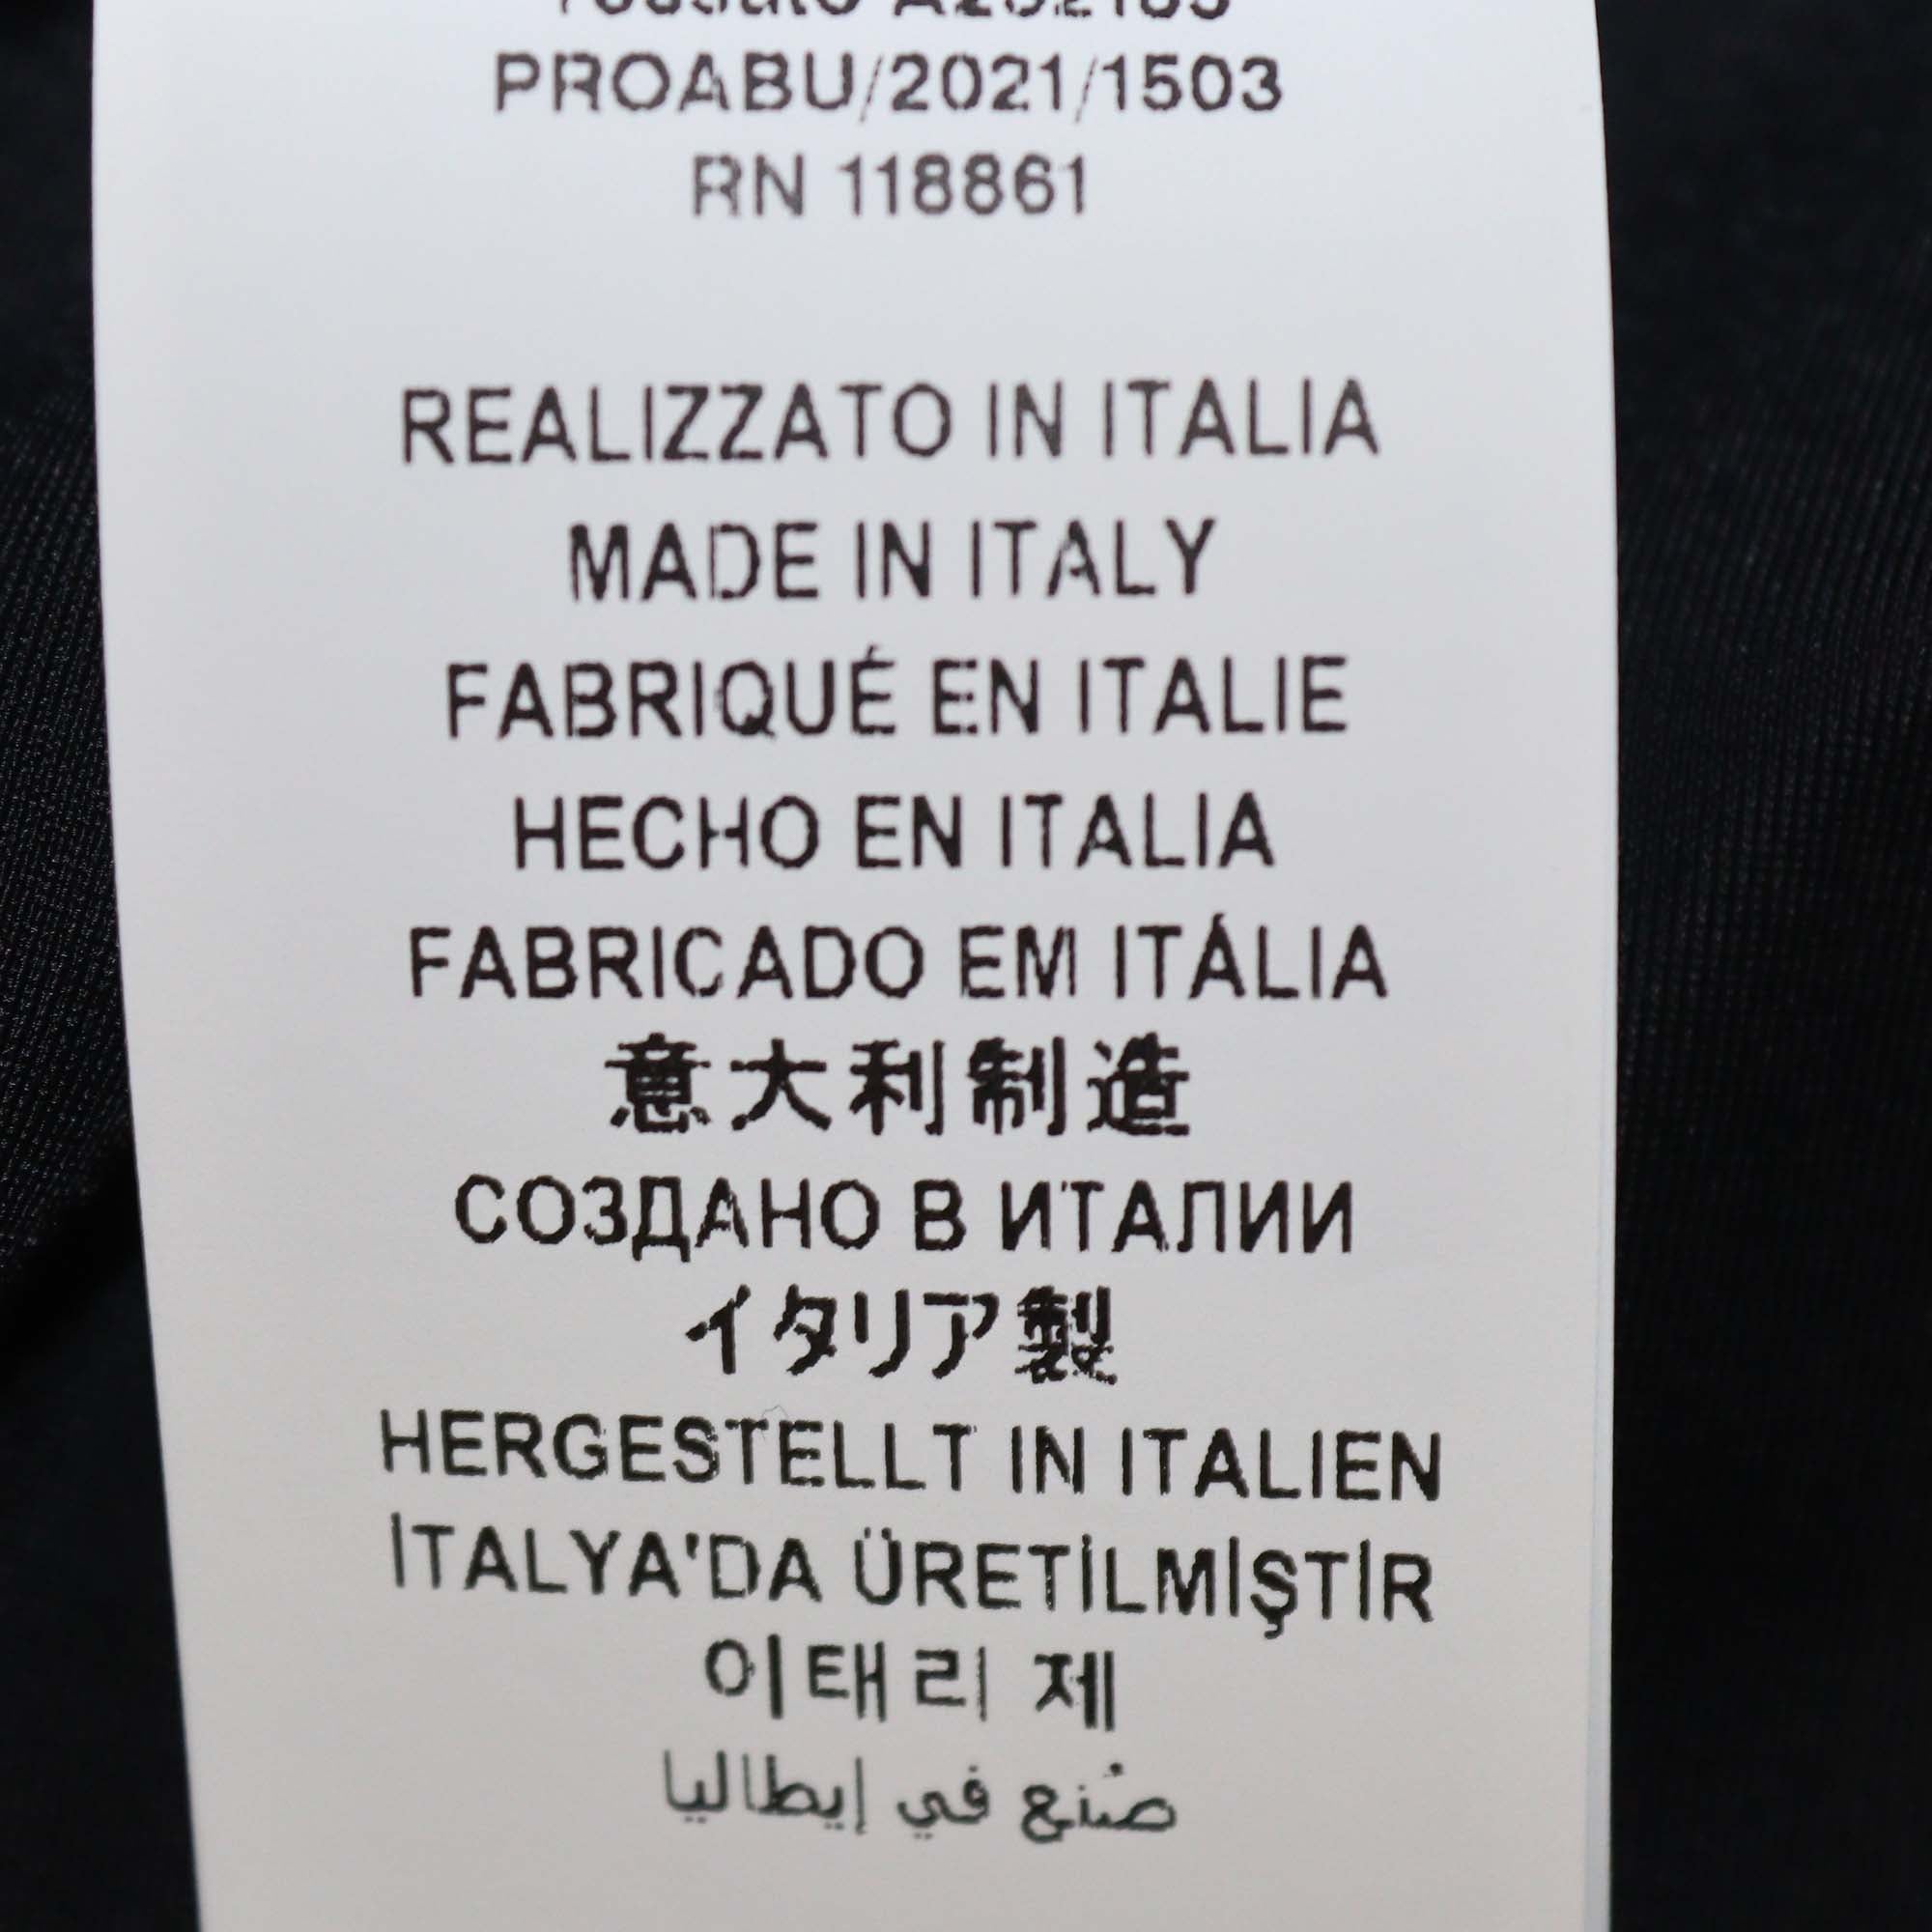 PROABU/2021/1503
RN 118861
REALIZZATO IN ITALIA
MADE IN ITALY
FABRIQUÉ EN ITALIE
HECHO EN ITALIA
FABRICADO EM ITÁLIA
意大利制造
СОЗДАНО В ИТАЛИИ
イタリア製
HERGESTELLT IN ITALIEN
İTALYA'DA ÜRETİLMİŞTİR
이태리 제
صُنع في إيطاليا